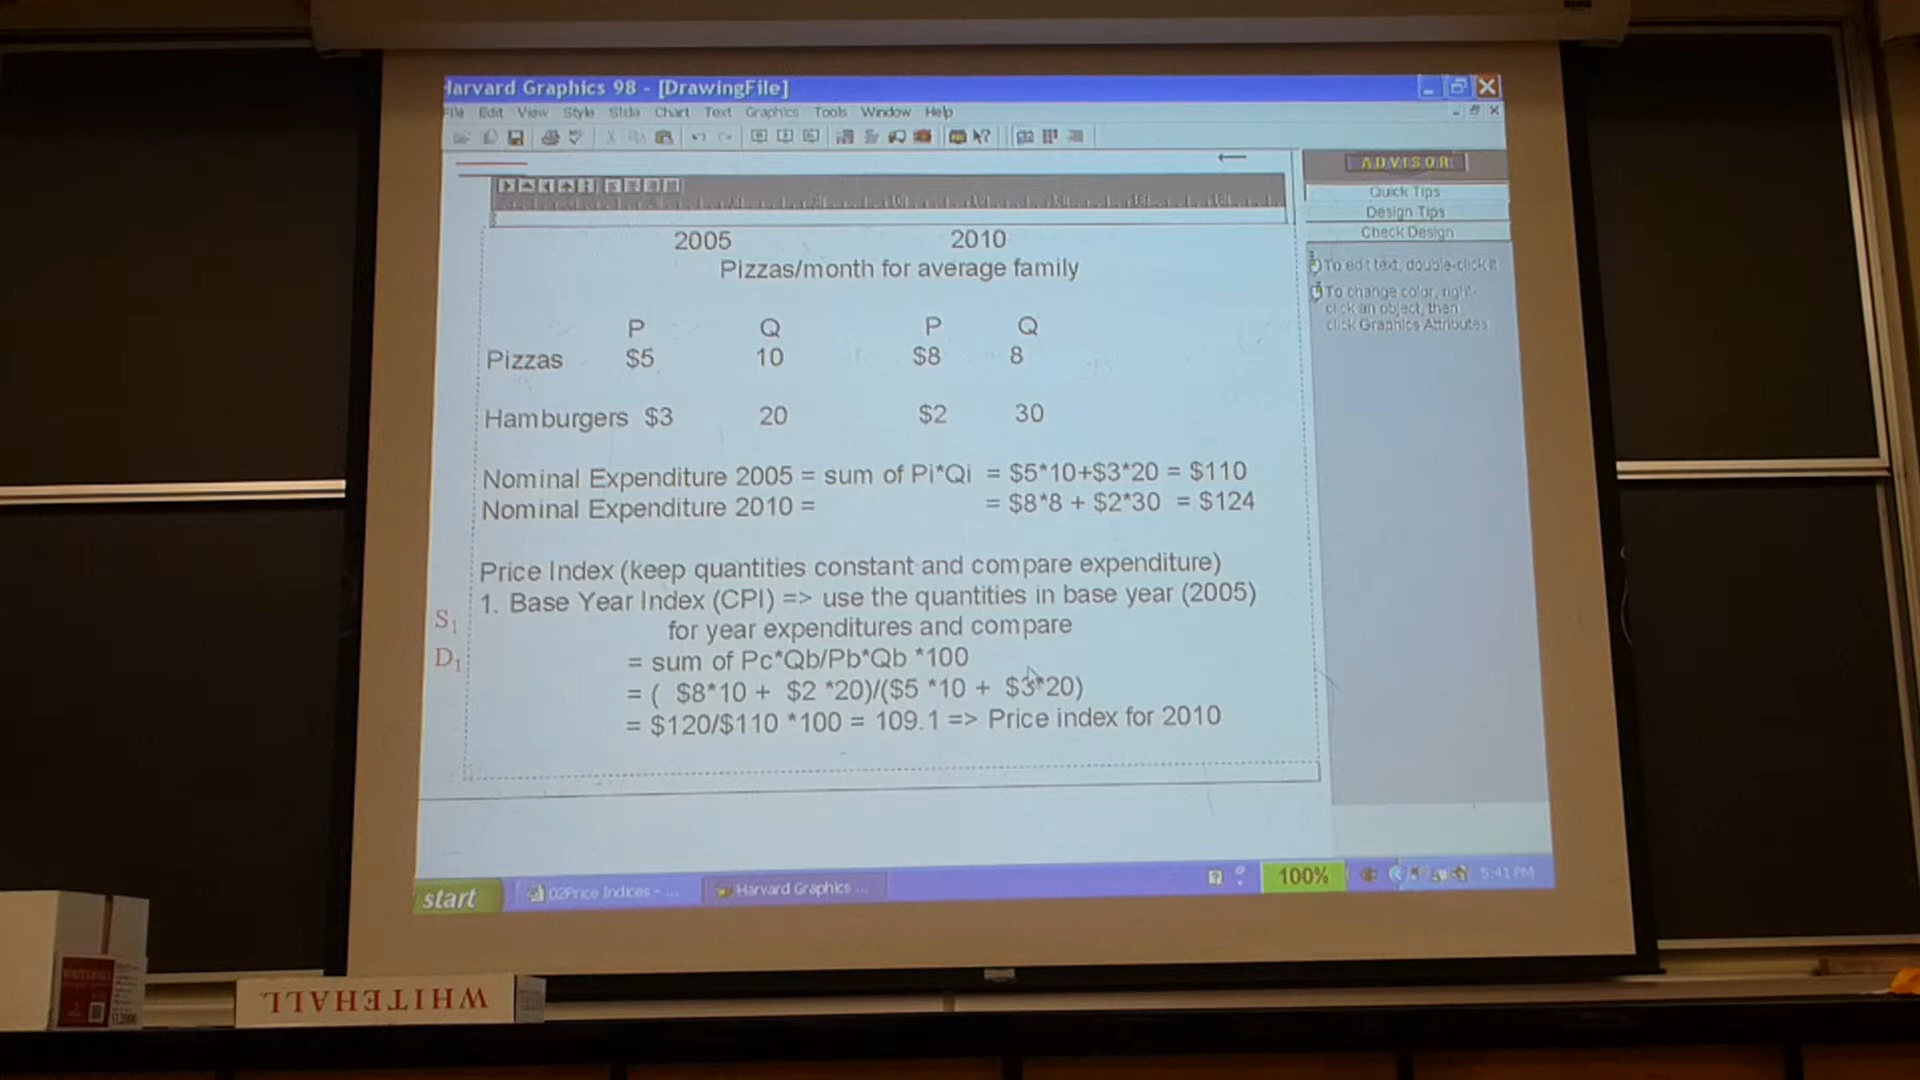 Harvard Graphics 98 - [DrawingFile]
File Edit View Style Slide Chart Text Graphics Tools Window Help
ADVISOR
Quick Tips
Design Tips
Check Design
To edit text, double-click it
To change color, right-
click an object, then
click Graphics Attributes
2005 2010
Pizzas/month for average family
P Q P Q
Pizzas $5 10 $8 8
Hamburgers $3 20 $2 30
Nominal Expenditure 2005 = sum of Pi*Qi = $5*10+$3*20 = $110
Nominal Expenditure 2010 = = $8*8 + $2*30 = $124
Price Index (keep quantities constant and compare expenditure)
1. Base Year Index (CPI) => use the quantities in base year (2005)
for year expenditures and compare
= sum of Pc*Qb/Pb*Qb *100
= ( $8*10 + $2 *20)/($5 *10 + $3*20)
= $120/$110 *100 = 109.1 => Price index for 2010
S1
D1
start 02Price Indices - ... Harvard Graphics ... 100% 5:41 PM
WHITEHALL